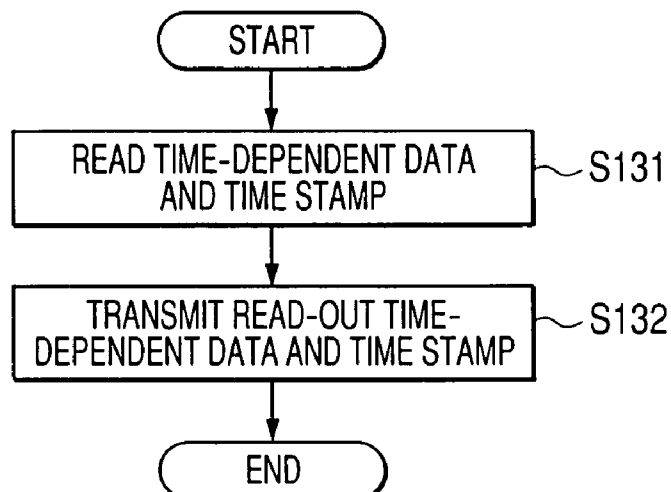 START
READ TIME-DEPENDENT DATA
AND TIME STAMP
S131
TRANSMIT READ-OUT TIME-
DEPENDENT DATA AND TIME STAMP
S132
END